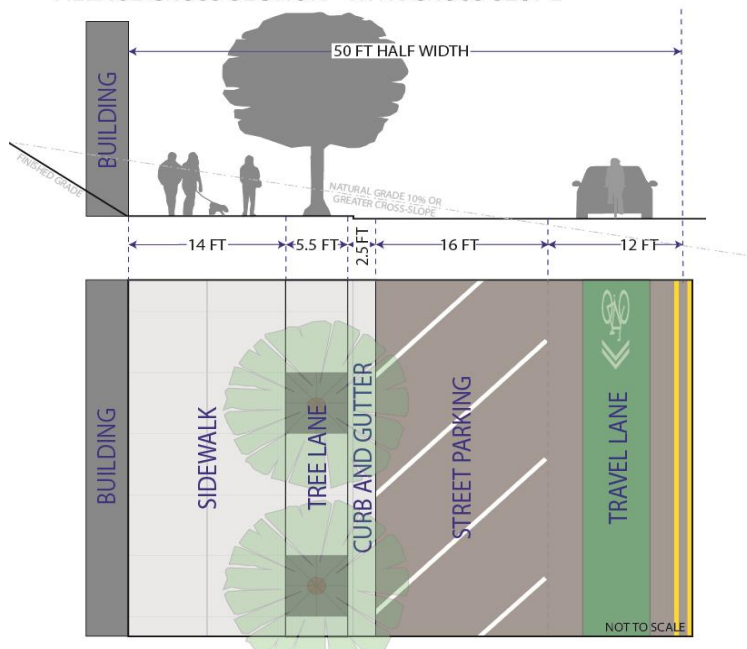 50 FT HALF WIDTH
BUILDING
FINISHED GRADE
NATURAL GRADE 10% OR
GREATER CROSS-SLOPE
14 FT
5.5 FT
2.5 FT
16 FT
12 FT
BUILDING
SIDEWALK
TREE LANE
CURB AND GUTTER
STREET PARKING
TRAVEL LANE
NOT TO SCALE